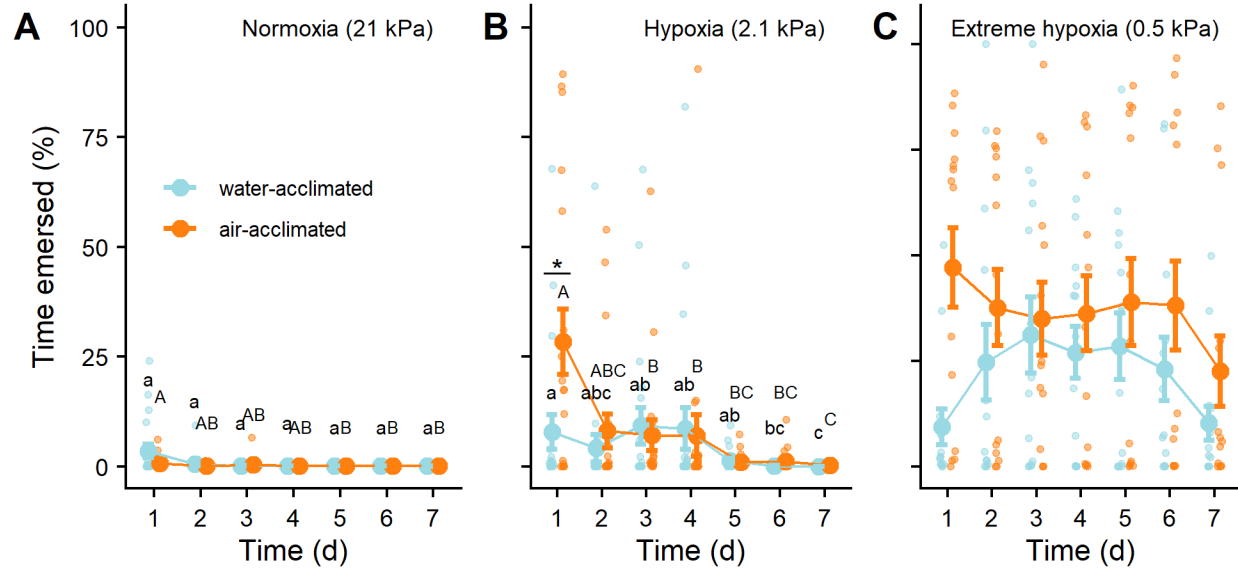 A
Normoxia (21 kPa)
B
Hypoxia (2.1 kPa)
C
Extreme hypoxia (0.5 kPa)
Time emersed (%)
100
75
50
25
0
water-acclimated
air-acclimated
a A a AB a AB a AB aB aB aB
*
A
a
ABC
abc
B
ab
B
ab
BC
ab
BC
bc
C
c
1 2 3 4 5 6 7
1 2 3 4 5 6 7
1 2 3 4 5 6 7
Time (d)
Time (d)
Time (d)